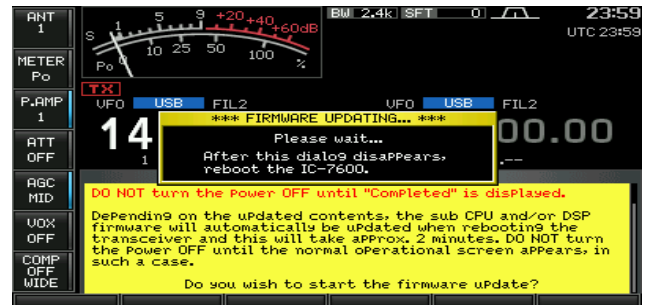 ANT
1
METER
Po
P.AMP
1
ATT
OFF
AGC
MID
VOX
OFF
COMP
OFF
WIDE
S 1 5 9 +20 +40 +60dB
Po 0 10 25 50 100 %
BW 2.4k SFT 0
23:59
UTC 23:59
TX
VFO USB FIL2
VFO USB FIL2
14
1
00.00
.--
*** FIRMWARE UPDATING... ***
Please wait...
After this dialog disappears,
reboot the IC-7600.
DO NOT turn the Power OFF until "Completed" is displayed.
Depending on the updated contents, the sub CPU and/or DSP
firmware will automatically be updated when rebooting the
transceiver and this will take approx. 2 minutes. DO NOT turn
the Power OFF until the normal operational screen appears, in
such a case.
Do you wish to start the firmware update?